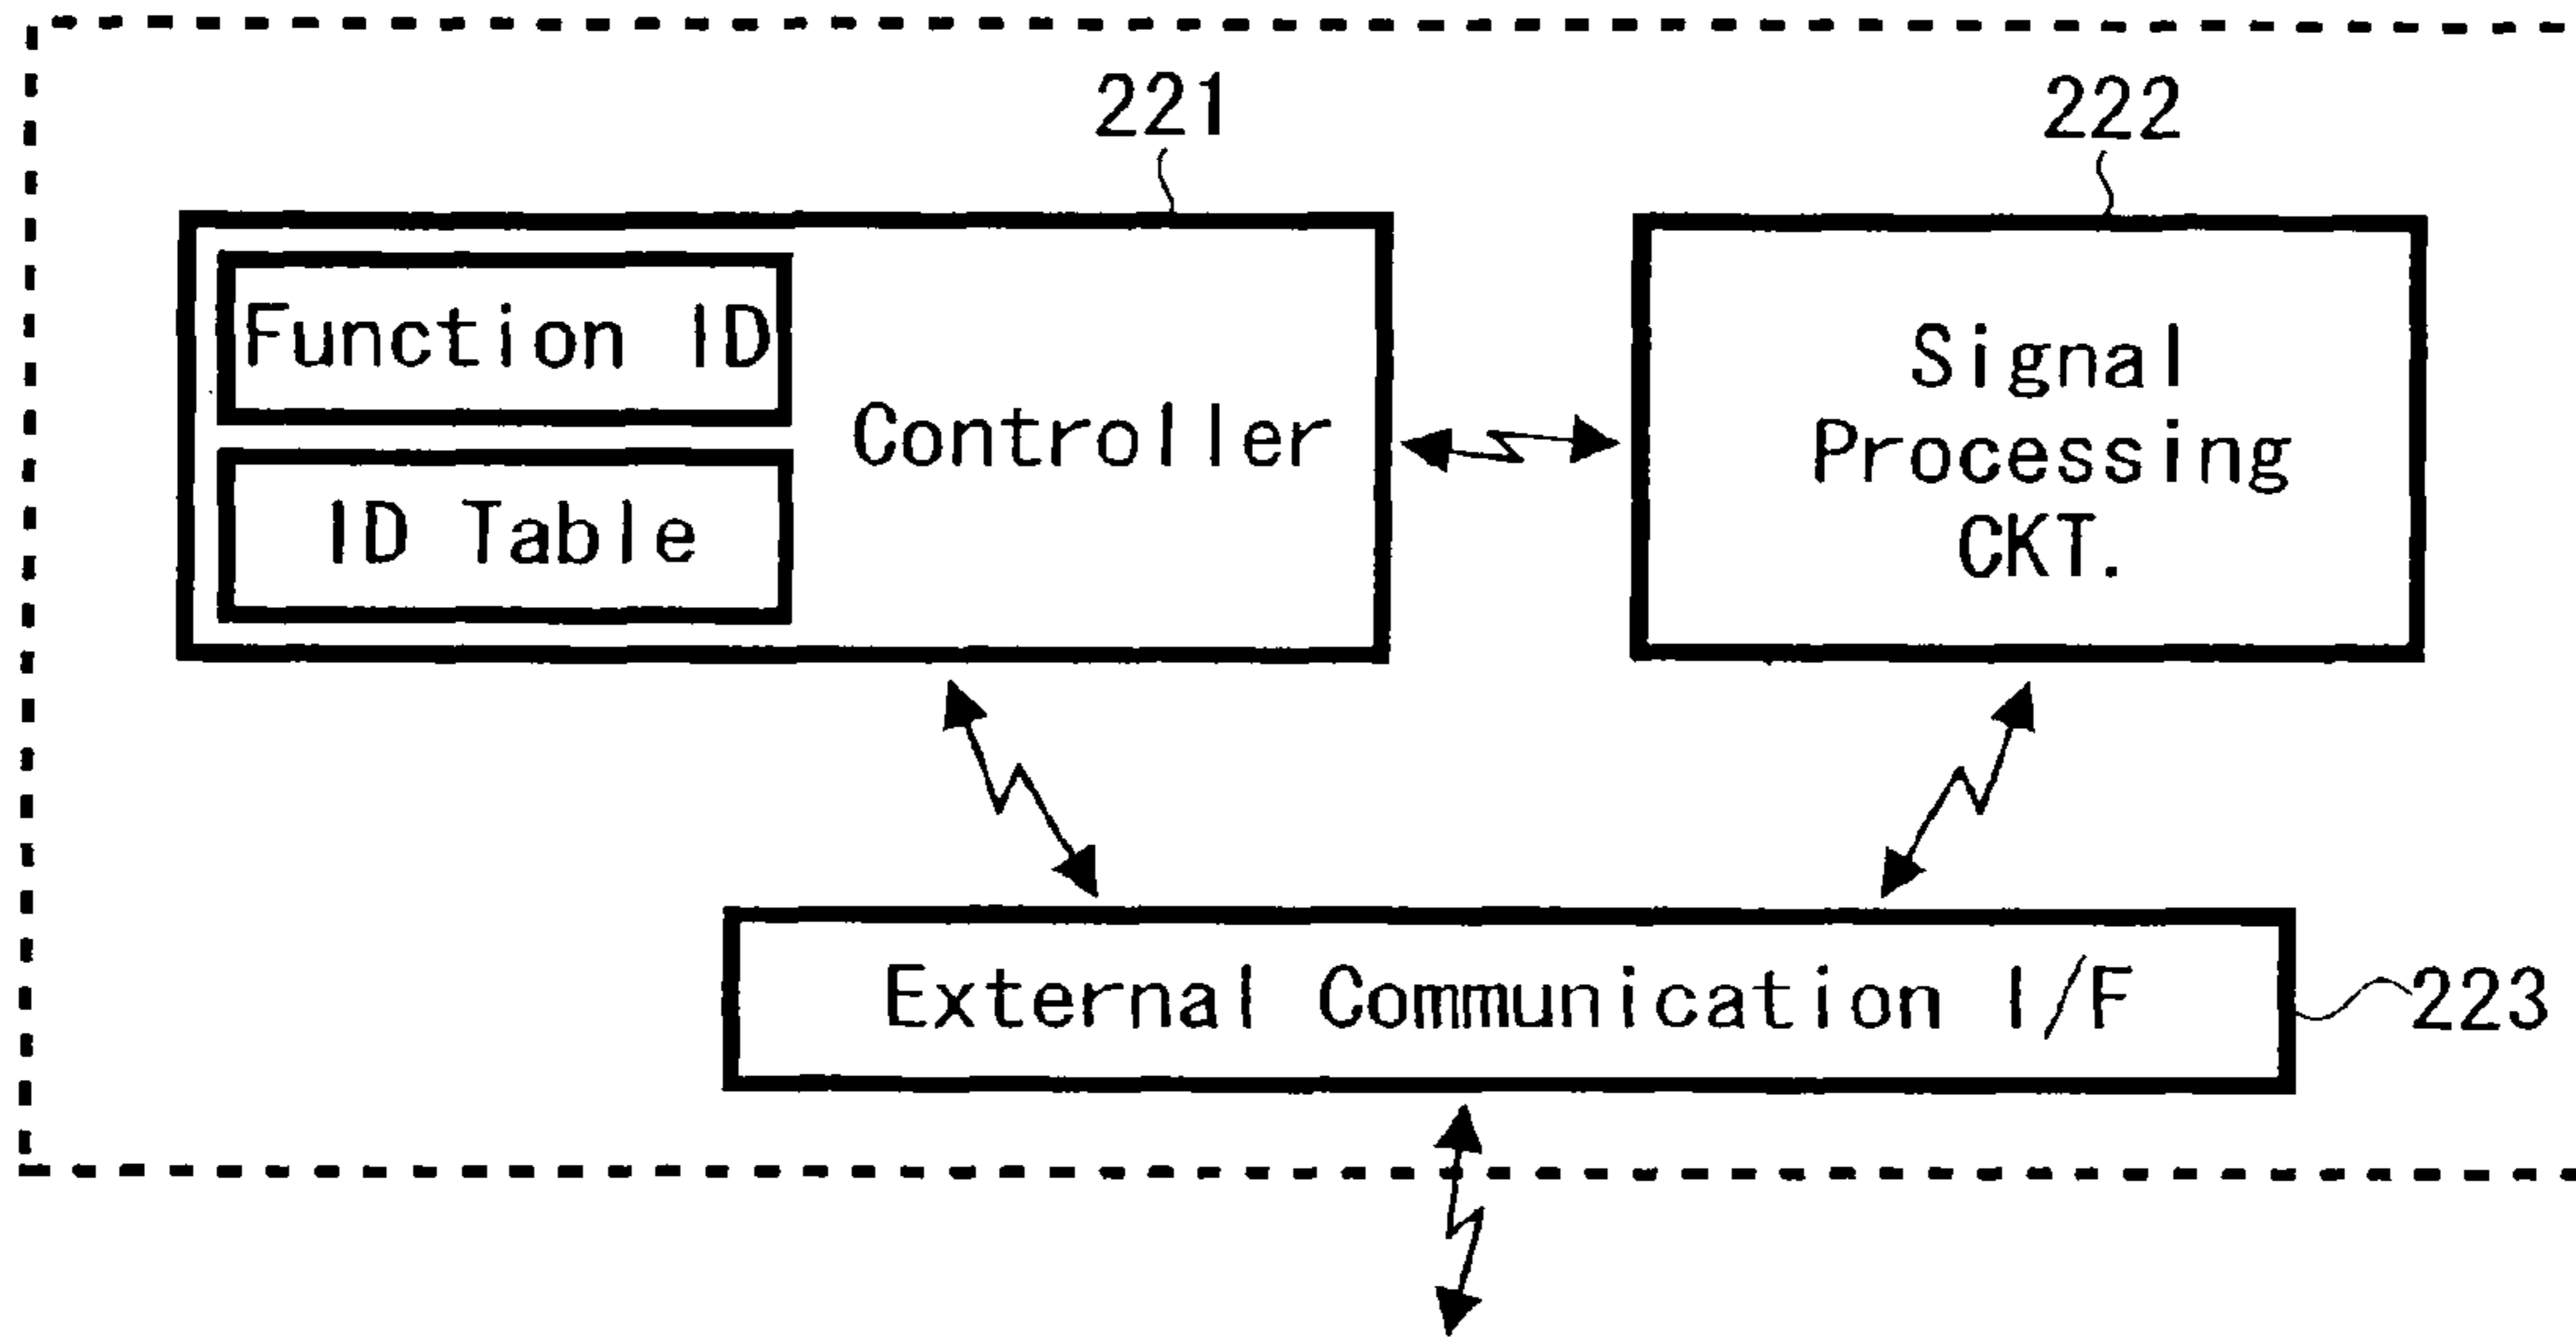 221
222
Function ID
ID Table
Controller
Signal
Processing
CKT.
External Communication I/F
223